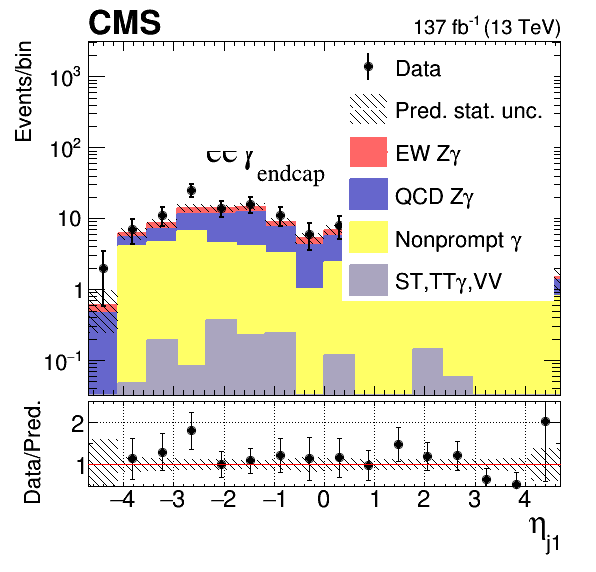 CMS
137 fb⁻¹ (13 TeV)
Events/bin
10³
10²
10
1
10⁻¹
Data
Pred. stat. unc.
EW Zγ
QCD Zγ
Nonprompt γ
ST,TTγ,VV
γ endcap
Data/Pred.
2
1
−4 −3 −2 −1 0 1 2 3 4
η j1